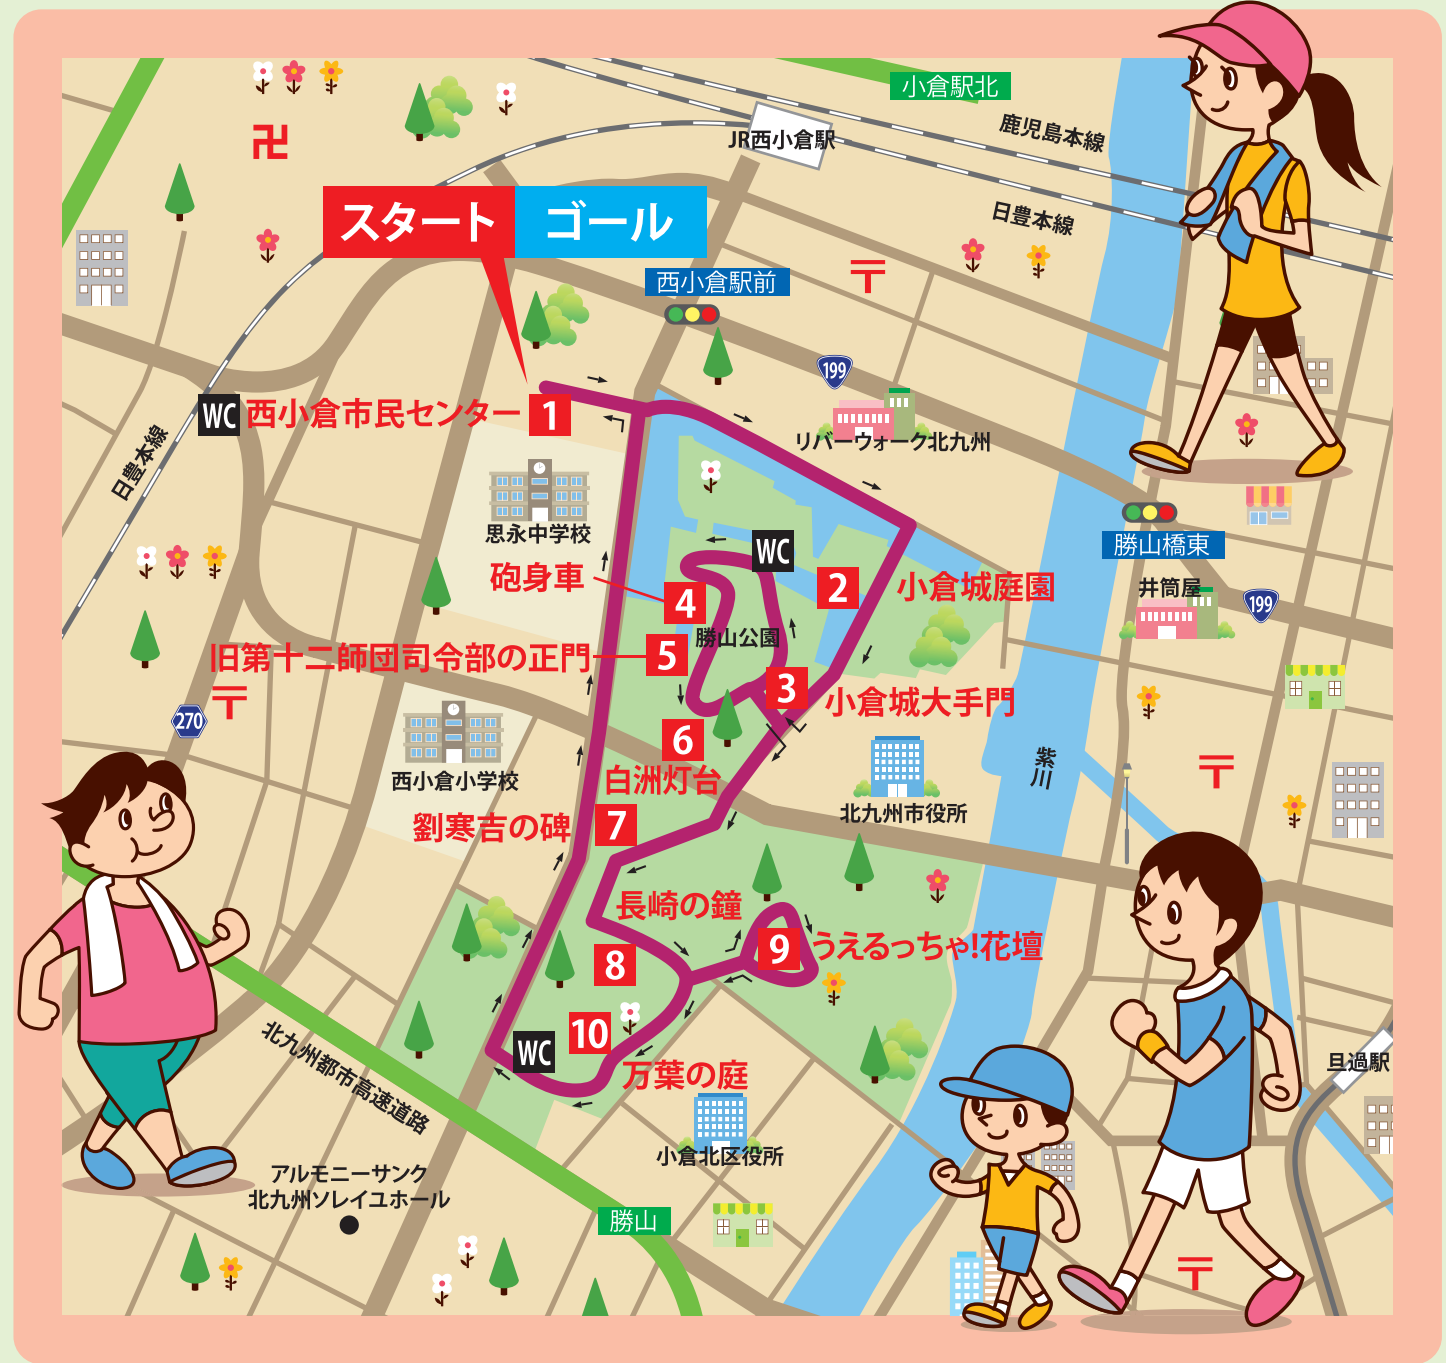 小倉駅北
鹿児島本線
JR西小倉駅
日豊本線
スタート
ゴール
西小倉駅前
199
WC
西小倉市民センター
1
リバーウォーク北九州
日豊本線
思永中学校
勝山橋東
WC
砲身車
2
小倉城庭園
井筒屋
199
4
勝山公園
旧第十二師団司令部の正門
5
3
小倉城大手門
270
6
白洲灯台
紫川
西小倉小学校
北九州市役所
劉寒吉の碑
7
長崎の鐘
9
うえるっちゃ!花壇
8
10
WC
万葉の庭
旦過駅
北九州都市高速道路
小倉北区役所
アルモニーサンク
北九州ソレイユホール
勝山